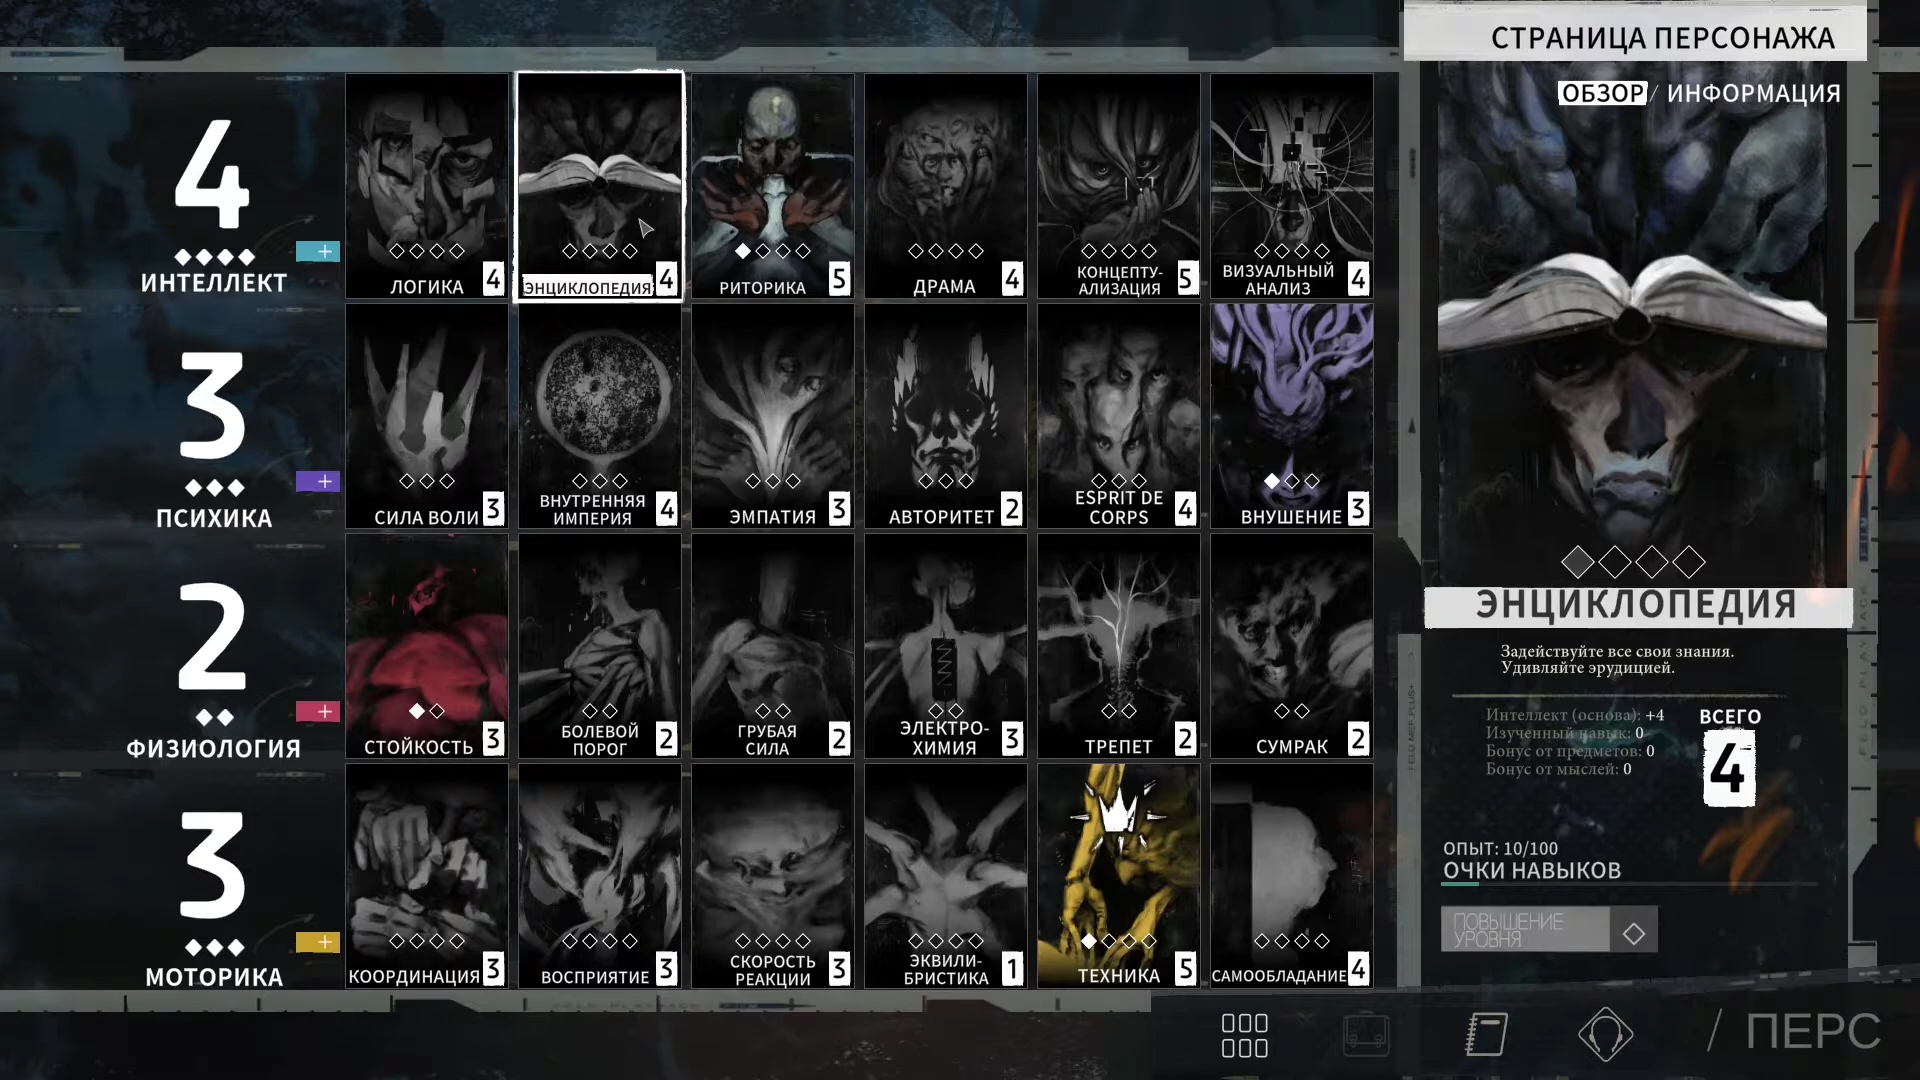 СТРАНИЦА ПЕРСОНАЖА
ОБЗОР / ИНФОРМАЦИЯ
4
ИНТЕЛЛЕКТ
+
ЛОГИКА 4
ЭНЦИКЛОПЕДИЯ 4
РИТОРИКА 5
ДРАМА 4
КОНЦЕПТУ-
АЛИЗАЦИЯ 5
ВИЗУАЛЬНЫЙ
АНАЛИЗ 4
3
ПСИХИКА
+
СИЛА ВОЛИ 3
ВНУТРЕННЯЯ
ИМПЕРИЯ 4
ЭМПАТИЯ 3
АВТОРИТЕТ 2
ESPRIT DE
CORPS 4
ВНУШЕНИЕ 3
2
ФИЗИОЛОГИЯ
+
СТОЙКОСТЬ 3
БОЛЕВОЙ
ПОРОГ 2
ГРУБАЯ
СИЛА 2
ЭЛЕКТРО-
ХИМИЯ 3
ТРЕПЕТ 2
СУМРАК 2
3
МОТОРИКА
+
КООРДИНАЦИЯ 3
ВОСПРИЯТИЕ 3
СКОРОСТЬ
РЕАКЦИИ 3
ЭКВИЛИ-
БРИСТИКА 1
ТЕХНИКА 5
САМООБЛАДАНИЕ 4
ЭНЦИКЛОПЕДИЯ
Задействуйте все свои знания.
Удивляйте эрудицией.
Интеллект (основа): +4
Изученный навык: 0
Бонус от предметов: 0
Бонус от мыслей: 0
ВСЕГО
4
ОПЫТ: 10/100
ОЧКИ НАВЫКОВ
ПОВЫШЕНИЕ
УРОВНЯ
/ ПЕРС